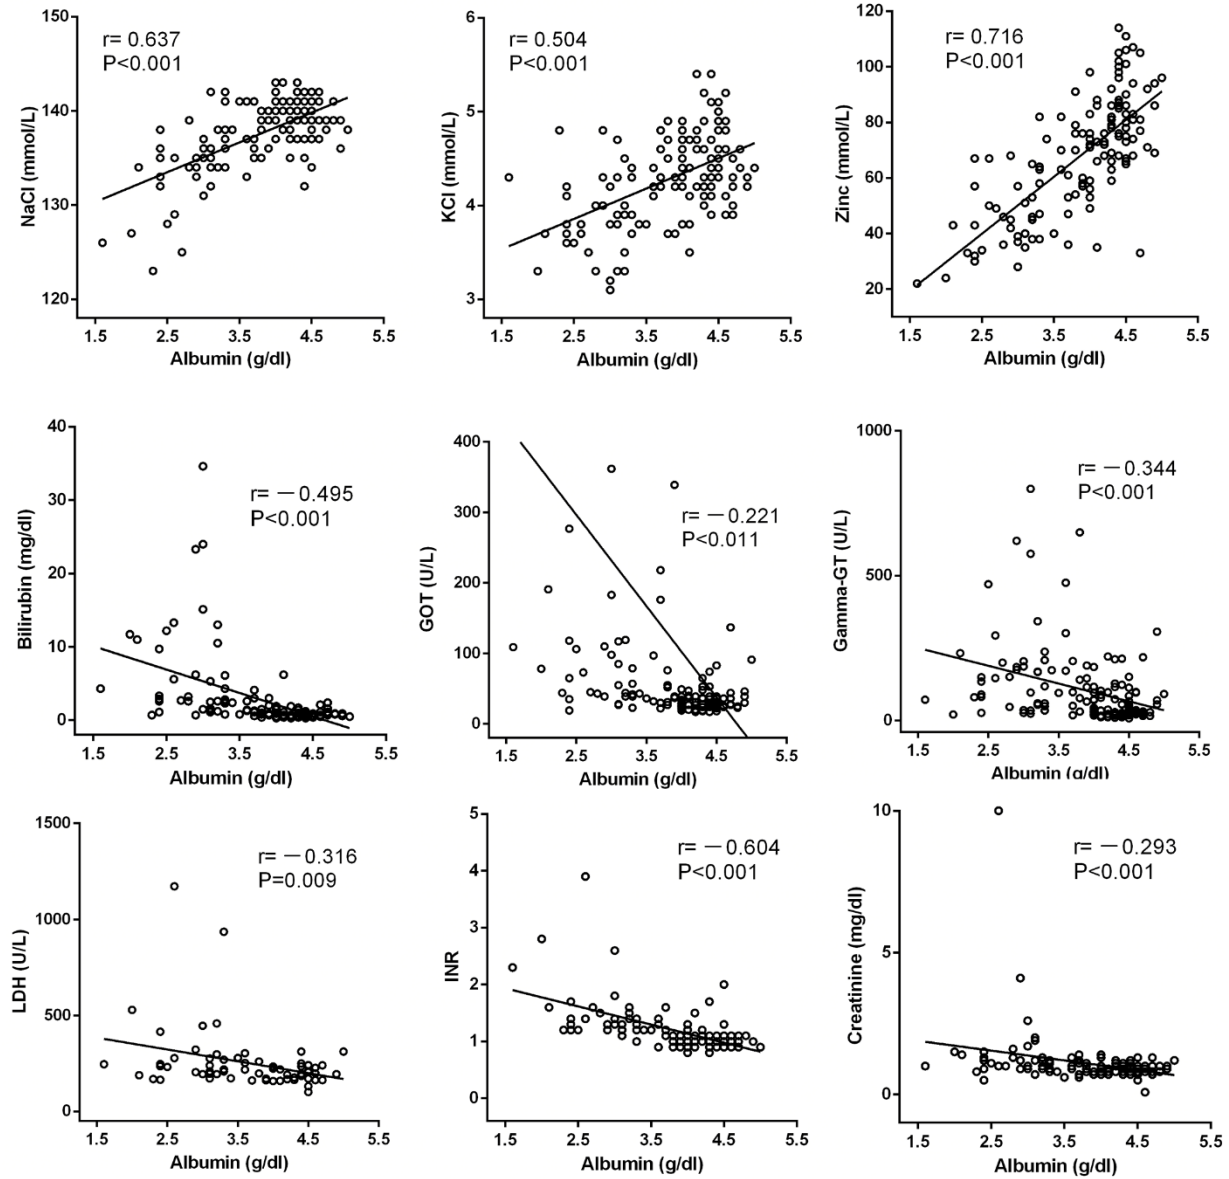 150
140
130
120
NaCl (mmol/L)
r= 0.637
P<0.001
1.5 2.5 3.5 4.5 5.5
Albumin (g/dl)
6
5
4
3
KCl (mmol/L)
r= 0.504
P<0.001
1.5 2.5 3.5 4.5 5.5
Albumin (g/dl)
120
100
80
60
40
20
Zinc (mmol/L)
r= 0.716
P<0.001
1.5 2.5 3.5 4.5 5.5
Albumin (g/dl)
40
30
20
10
0
Bilirubin (mg/dl)
r= －0.495
P<0.001
1.5 2.5 3.5 4.5 5.5
Albumin (g/dl)
400
300
200
100
0
GOT (U/L)
r= －0.221
P<0.011
1.5 2.5 3.5 4.5 5.5
Albumin (g/dl)
1000
500
0
Gamma-GT (U/L)
r= －0.344
P<0.001
1.5 2.5 3.5 4.5 5.5
Albumin (g/dl)
1500
1000
500
0
LDH (U/L)
r= －0.316
P=0.009
1.5 2.5 3.5 4.5 5.5
Albumin (g/dl)
5
4
3
2
1
0
INR
r= －0.604
P<0.001
1.5 2.5 3.5 4.5 5.5
Albumin (g/dl)
10
5
0
Creatinine (mg/dl)
r= －0.293
P<0.001
1.5 2.5 3.5 4.5 5.5
Albumin (g/dl)